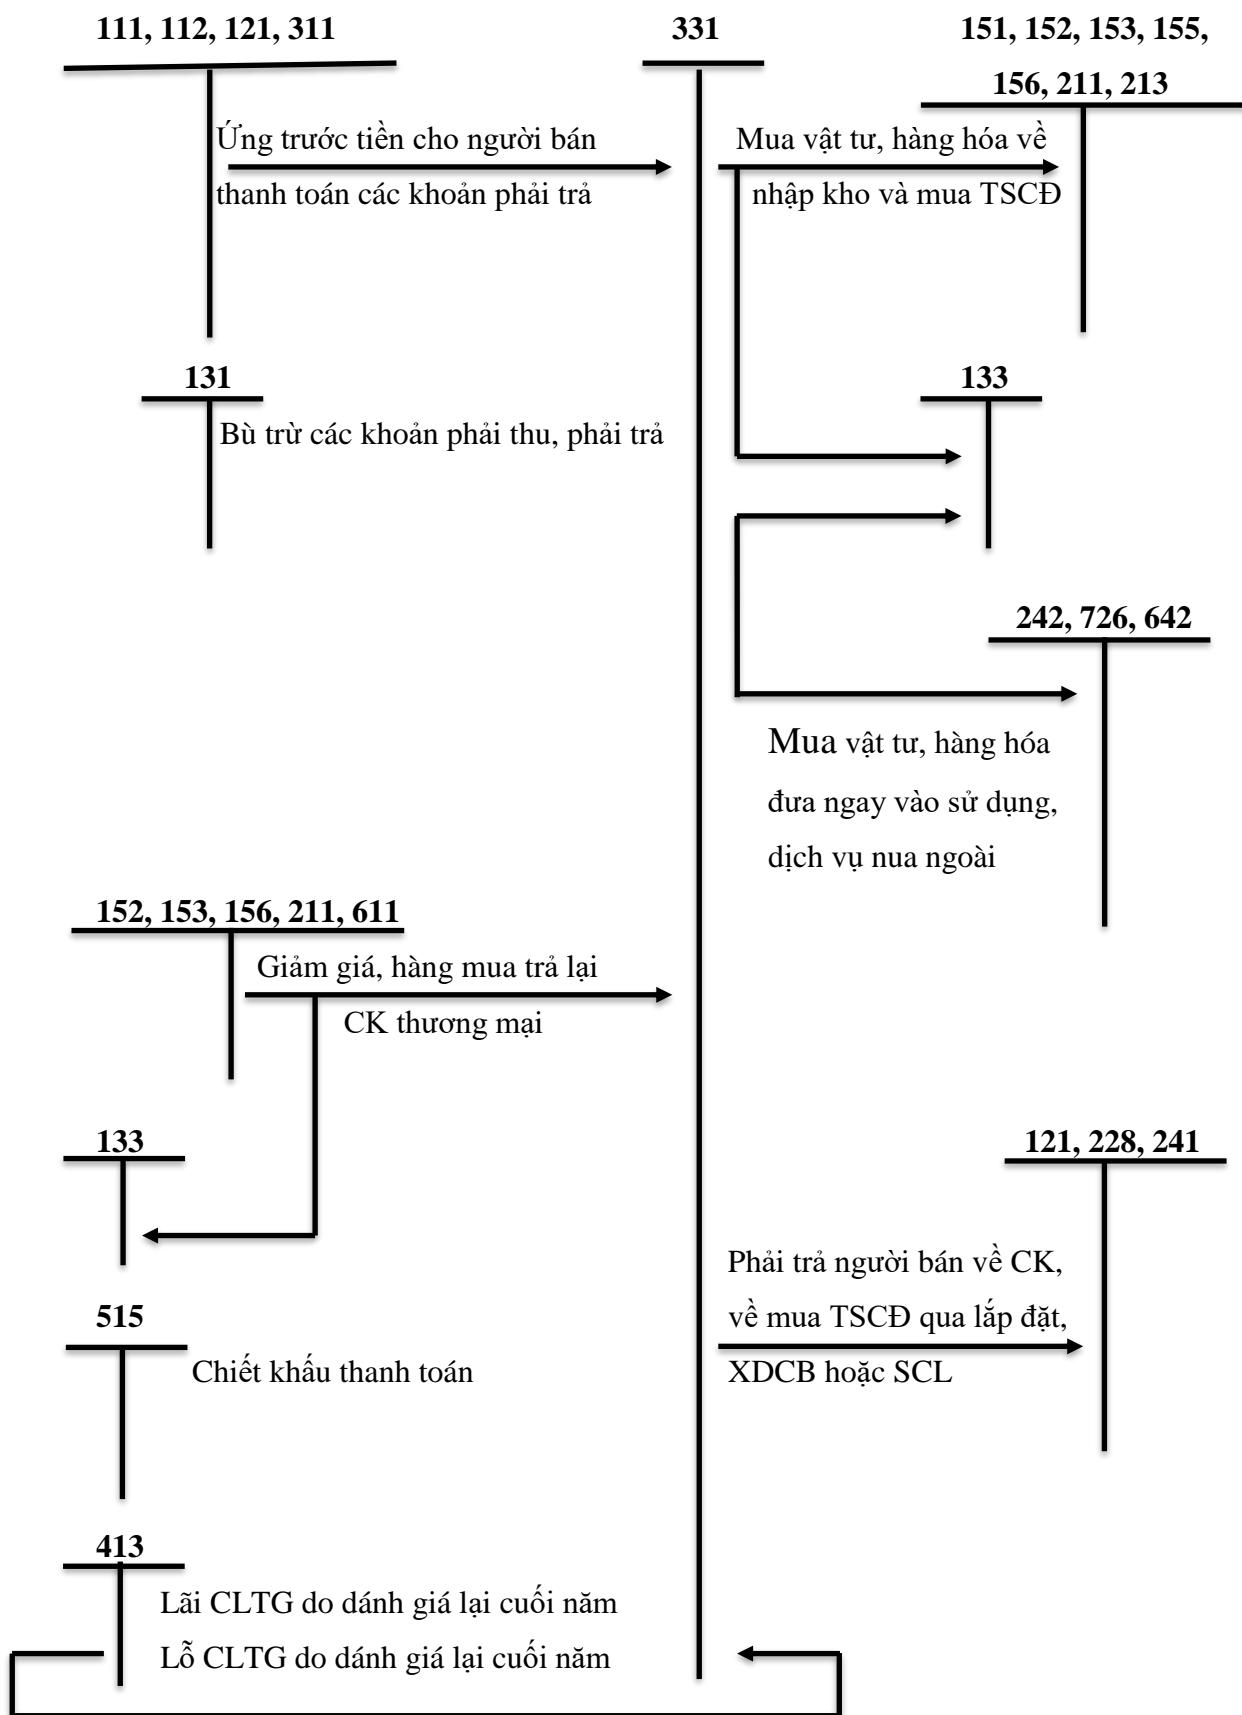 111, 112, 121, 311
331
151, 152, 153, 155,
156, 211, 213
Ứng trước tiền cho người bán
thanh toán các khoản phải trả
Mua vật tư, hàng hóa về
nhập kho và mua TSCĐ
131
Bù trừ các khoản phải thu, phải trả
133
242, 726, 642
Mua vật tư, hàng hóa
đưa ngay vào sử dụng,
dịch vụ nua ngoài
152, 153, 156, 211, 611
Giảm giá, hàng mua trả lại
CK thương mại
133
121, 228, 241
Phải trả người bán về CK,
về mua TSCĐ qua lắp đặt,
XDCB hoặc SCL
515
Chiết khấu thanh toán
413
Lãi CLTG do dánh giá lại cuối năm
Lỗ CLTG do dánh giá lại cuối năm